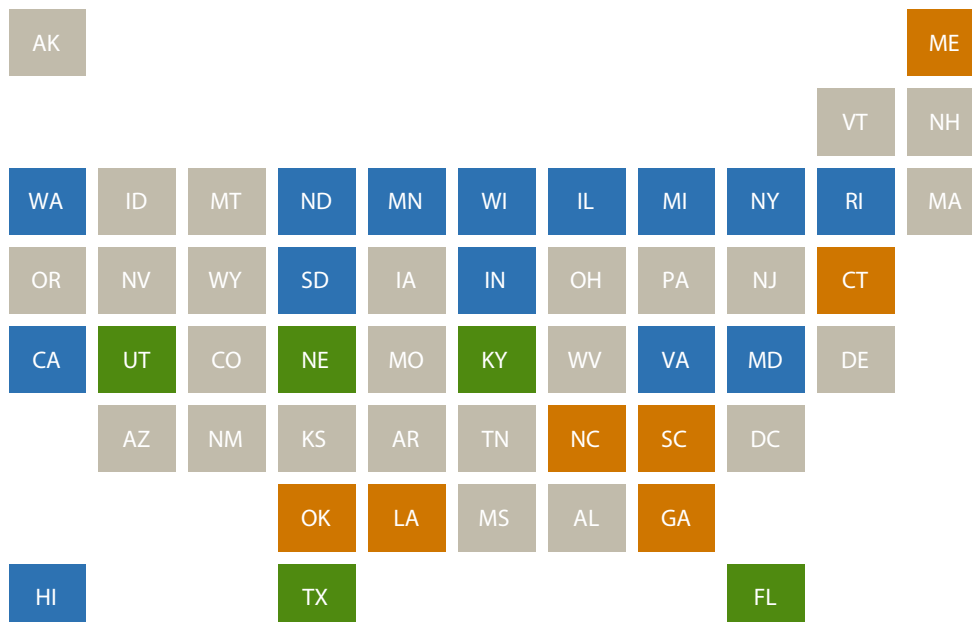 AK ME
VT NH
WA ID MT ND MN WI IL MI NY RI MA
OR NV WY SD IA IN OH PA NJ CT
CA UT CO NE MO KY WV VA MD DE
AZ NM KS AR TN NC SC DC
OK LA MS AL GA
HI TX FL